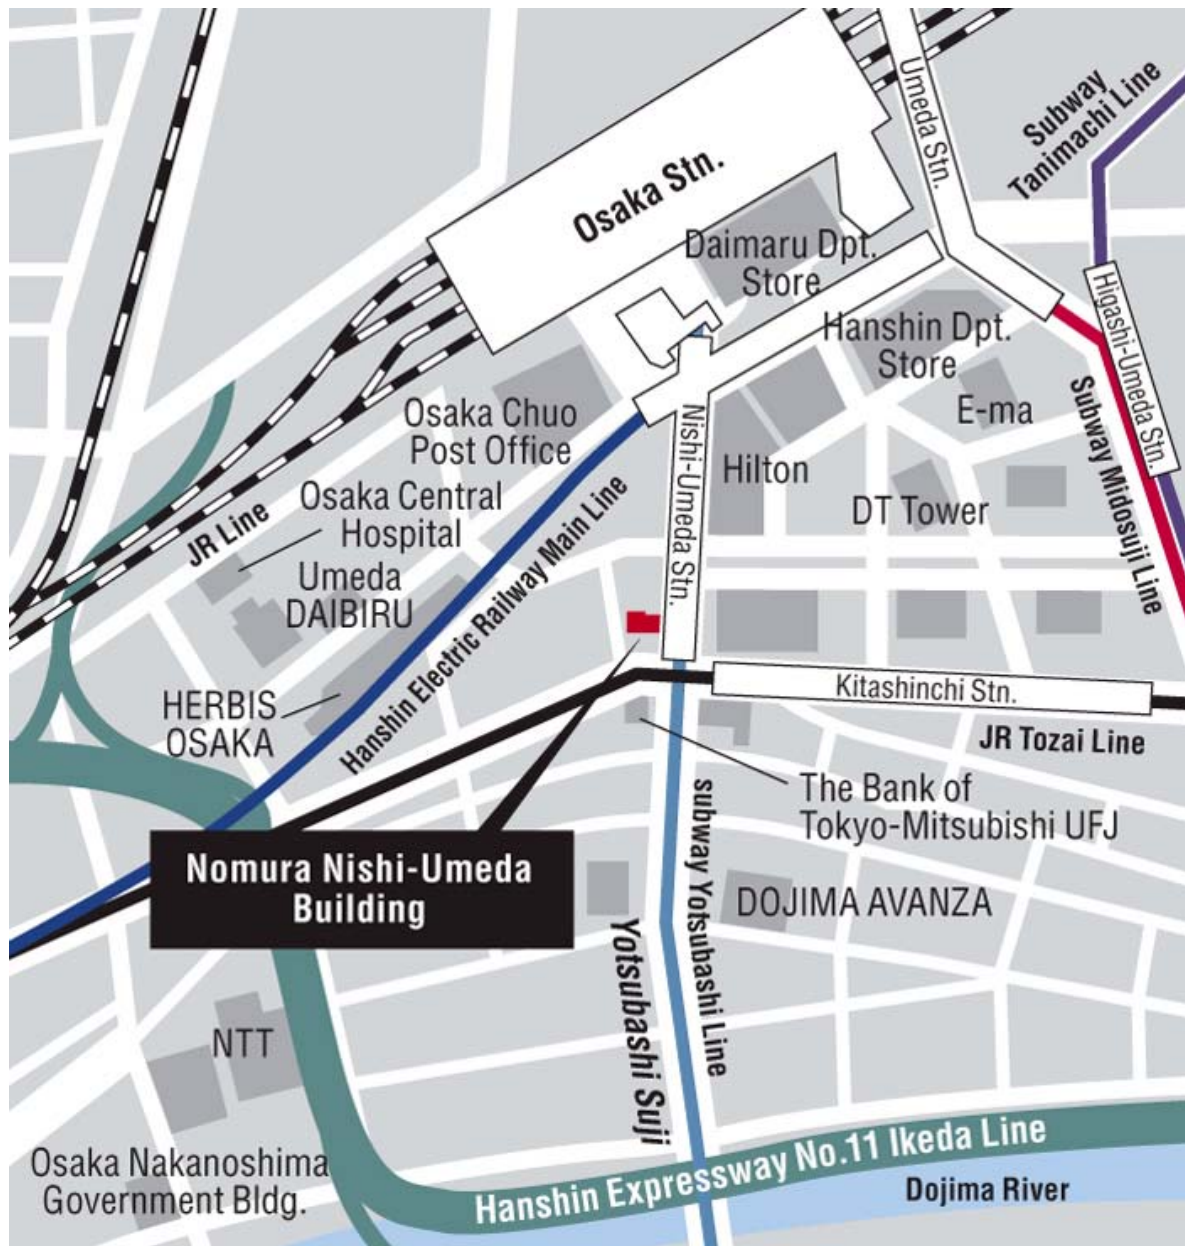 Umeda Stn.
Subway
Tanimachi Line
Osaka Stn.
Daimaru Dpt.
Store
Higashi-Umeda Stn.
Hanshin Dpt.
Store
E-ma
Subway Midosuji Line
Osaka Chuo
Post Office
Nishi-Umeda Stn.
Hilton
DT Tower
Osaka Central
Hospital
JR Line
Hanshin Electric Railway Main Line
Umeda
DAIBIRU
HERBIS
OSAKA
Kitashinchi Stn.
JR Tozai Line
The Bank of
Tokyo-Mitsubishi UFJ
subway Yotsubashi Line
Nomura Nishi-Umeda
Building
DOJIMA AVANZA
Yotsubashi Suji
NTT
Osaka Nakanoshima
Government Bldg.
Hanshin Expressway No.11 Ikeda Line
Dojima River